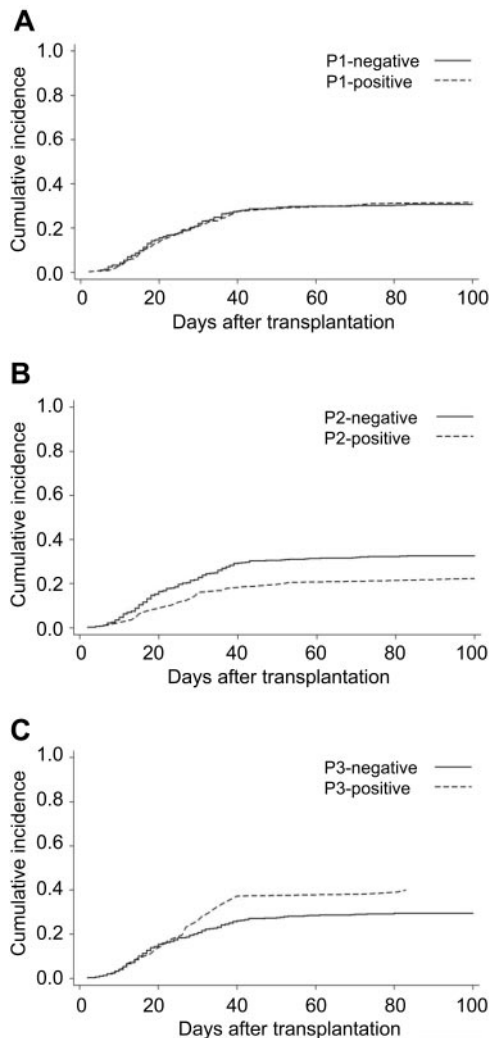 A
P1-negative
P1-positive
Cumulative incidence
1.0
0.8
0.6
0.4
0.2
0.0
0 20 40 60 80 100
Days after transplantation
B
P2-negative
P2-positive
Cumulative incidence
1.0
0.8
0.6
0.4
0.2
0.0
0 20 40 60 80 100
Days after transplantation
C
P3-negative
P3-positive
Cumulative incidence
1.0
0.8
0.6
0.4
0.2
0.0
0 20 40 60 80 100
Days after transplantation